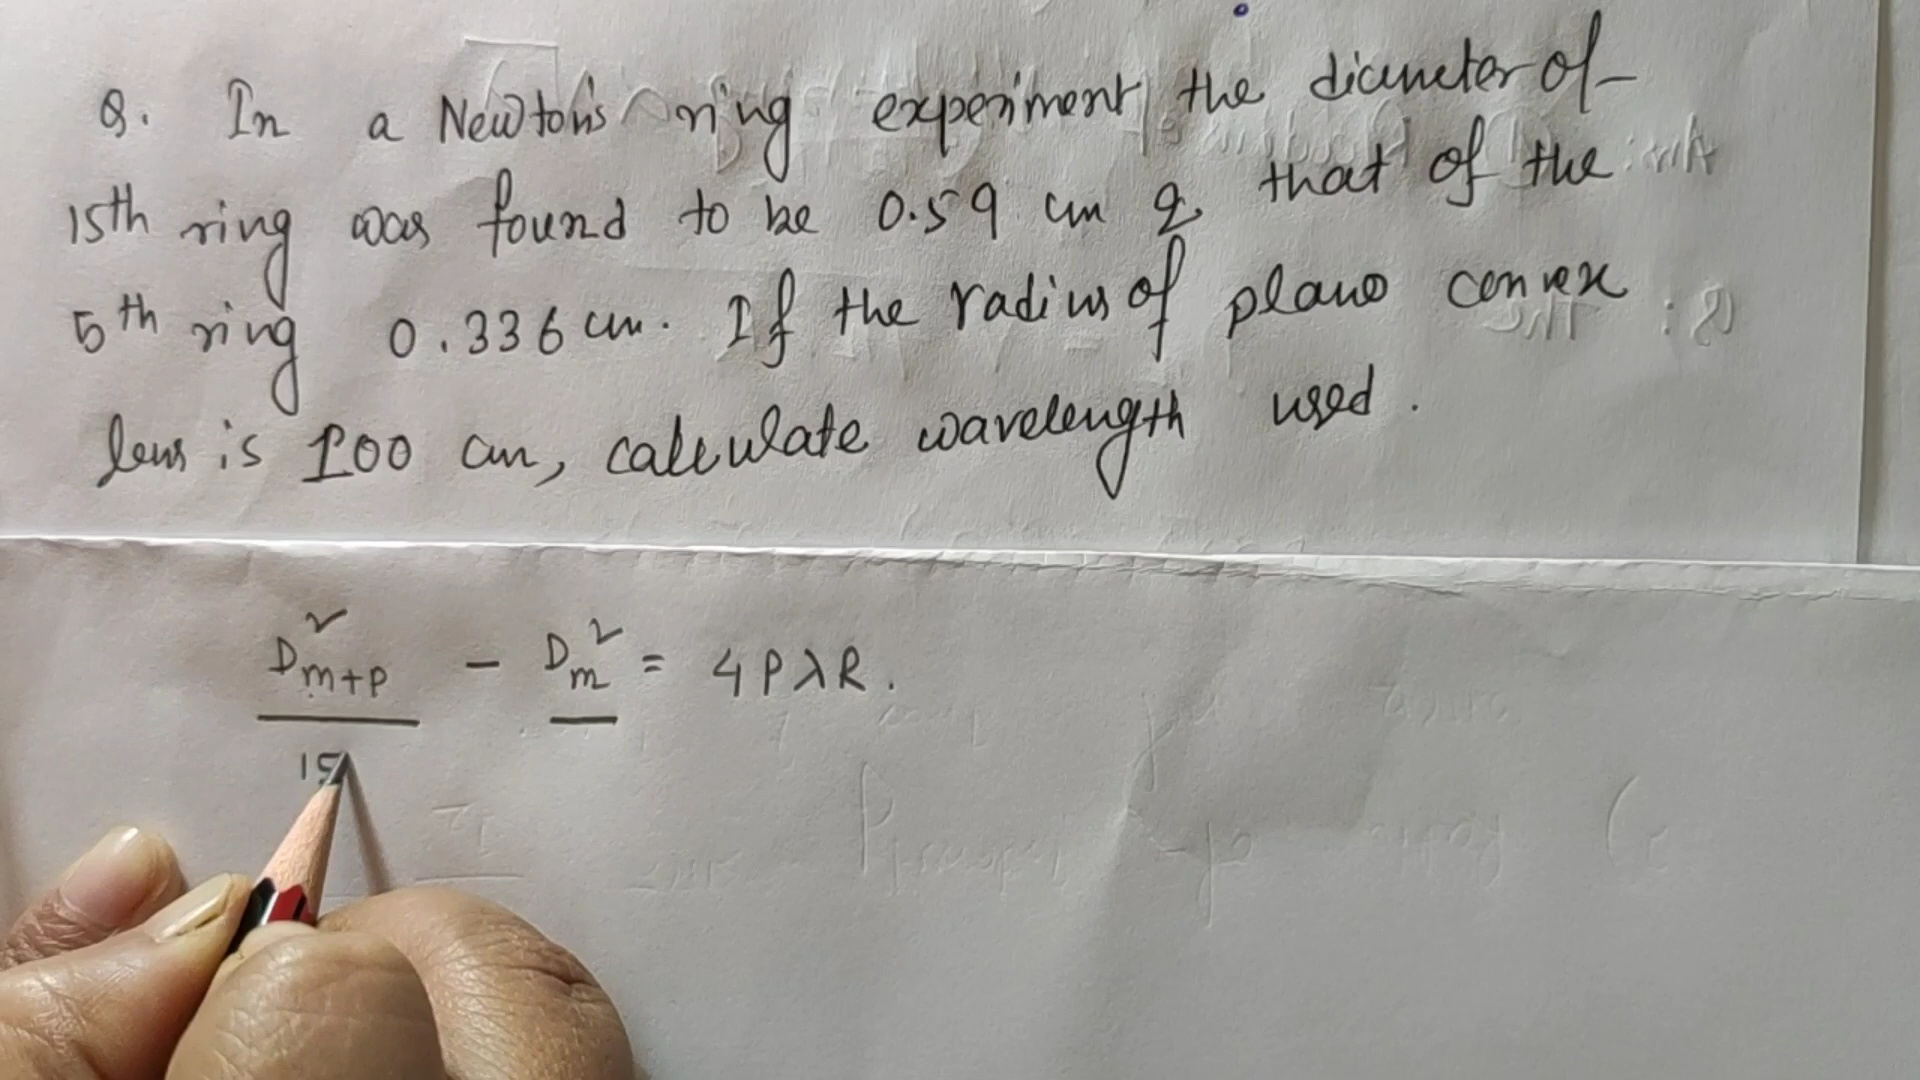 Q. In a Newton's ring experiment the diameter of
15th ring was found to be 0.59 cm & that of the
5th ring 0.336 cm. If the radius of plano convex
lens is 100 cm, calculate wavelength used.
D²m+p - D²m = 4PλR.
15